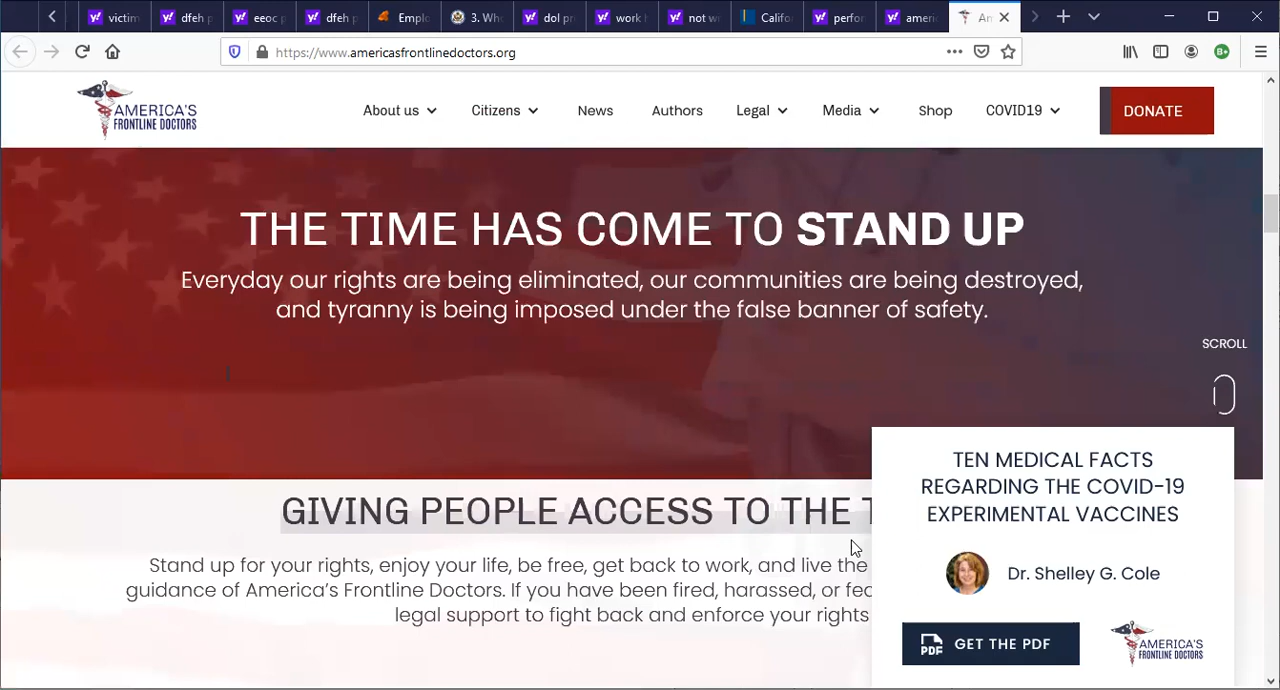 victim
dfeh p
eeoc p
dfeh p
Emplo
3. Whe
dol pr
work h
not w
Califo
perfor
ameri
An
https://www.americasfrontlinedoctors.org
AMERICA'S
FRONTLINE DOCTORS
About us
Citizens
News
Authors
Legal
Media
Shop
COVID19
DONATE
THE TIME HAS COME TO STAND UP
Everyday our rights are being eliminated, our communities are being destroyed,
and tyranny is being imposed under the false banner of safety.
SCROLL
GIVING PEOPLE ACCESS TO THE T
Stand up for your rights, enjoy your life, be free, get back to work, and live the
guidance of America's Frontline Doctors. If you have been fired, harassed, or
legal support to fight back and enforce your rights
TEN MEDICAL FACTS
REGARDING THE COVID-19
EXPERIMENTAL VACCINES
Dr. Shelley G. Cole
PDF GET THE PDF
AMERICA'S
FRONTLINE DOCTORS